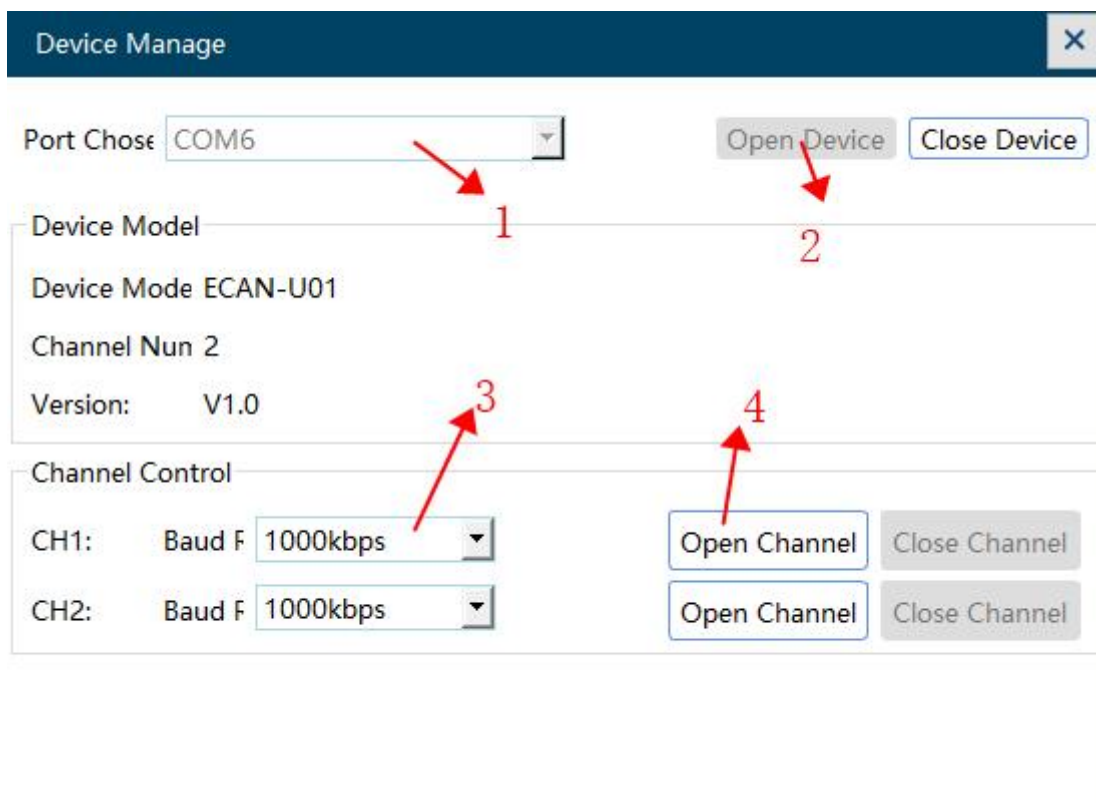 Device Manage
Port Chose COM6 Open Device Close Device
1
2
Device Model
Device Mode ECAN-U01
Channel Nun 2
Version: V1.0
3
4
Channel Control
CH1: Baud F 1000kbps Open Channel Close Channel
CH2: Baud F 1000kbps Open Channel Close Channel